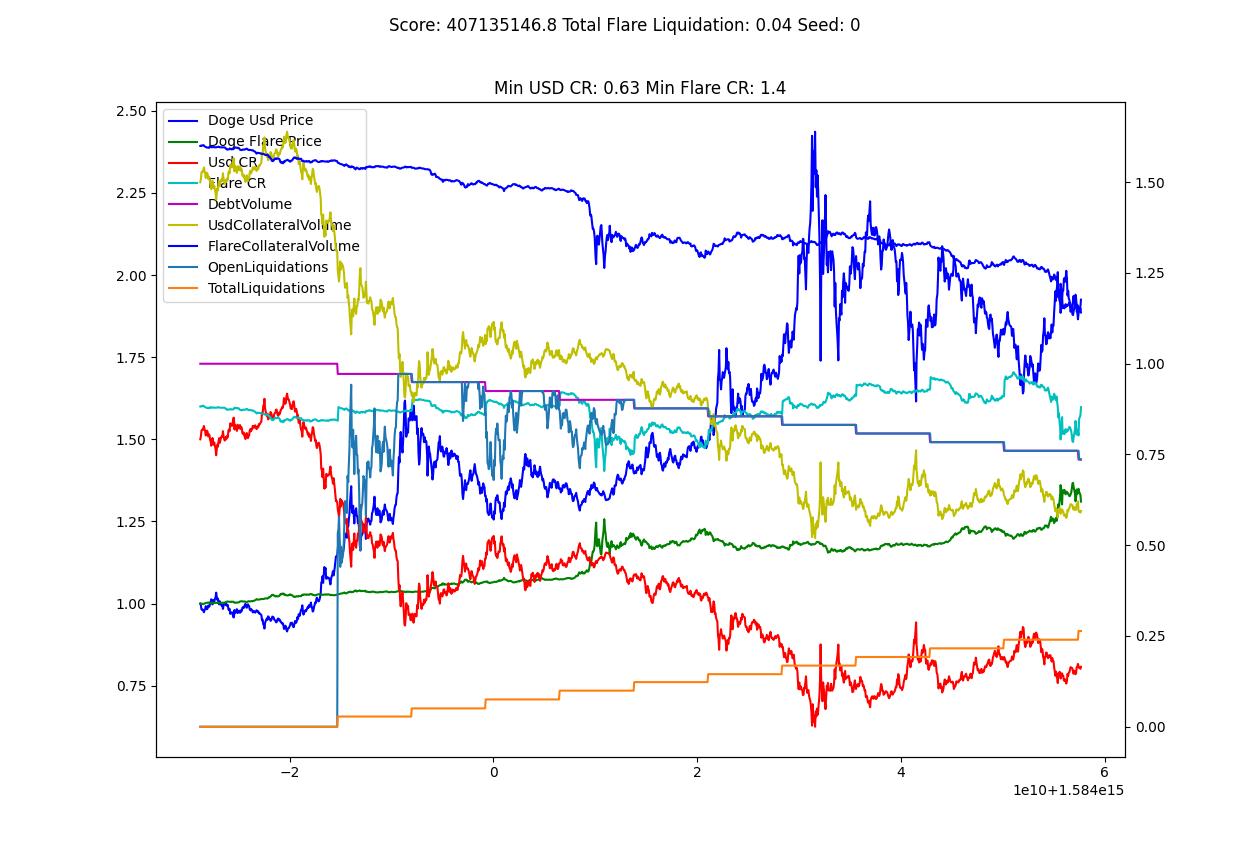 Score: 407135146.8 Total Flare Liquidation: 0.04 Seed: 0
Min USD CR: 0.63 Min Flare CR: 1.4
Doge Usd Price
Doge Flare Price
Usd CR
Flare CR
DebtVolume
UsdCollateralVolume
FlareCollateralVolume
OpenLiquidations
TotalLiquidations
2.50
2.25
2.00
1.75
1.50
1.25
1.00
0.75
1.50
1.25
1.00
0.75
0.50
0.25
0.00
−2
0
2
4
6
1e10+1.584e15